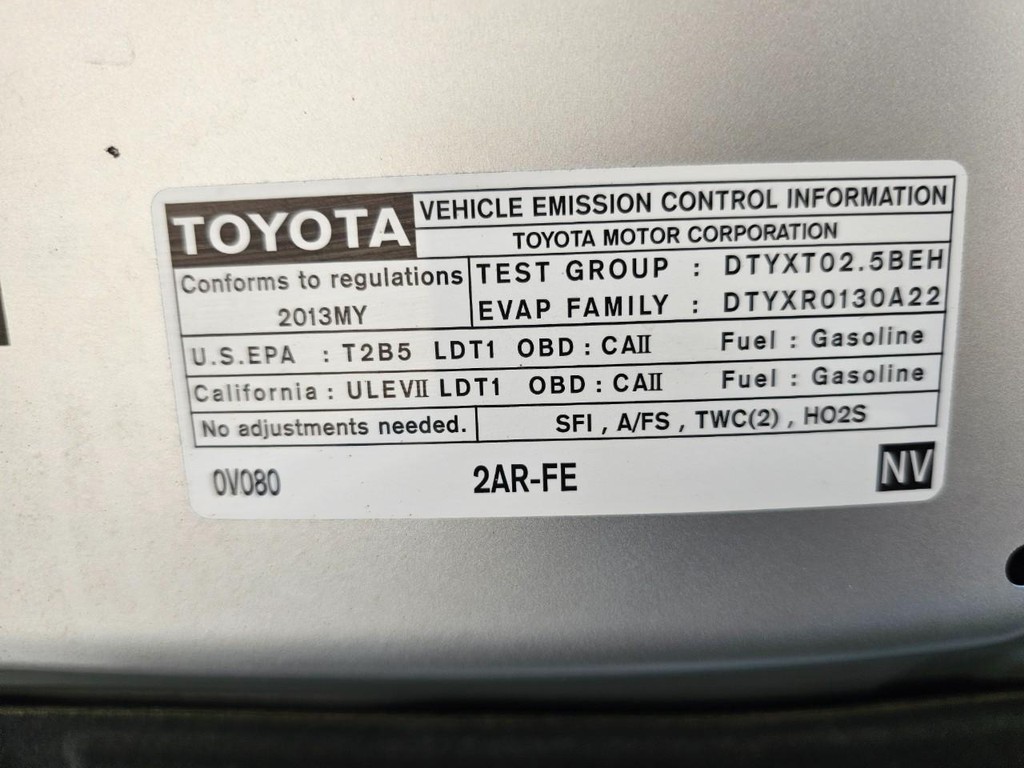 TOYOTA
VEHICLE EMISSION CONTROL INFORMATION
TOYOTA MOTOR CORPORATION
Conforms to regulations
2013MY
TEST GROUP : DTYXT02.5BEH
EVAP FAMILY : DTYXR0130A22
U.S.EPA : T2B5 LDT1 OBD : CAII Fuel : Gasoline
California : ULEVII LDT1 OBD : CAII Fuel : Gasoline
No adjustments needed.
SFI , A/FS , TWC(2) , HO2S
0V080
2AR-FE
NV